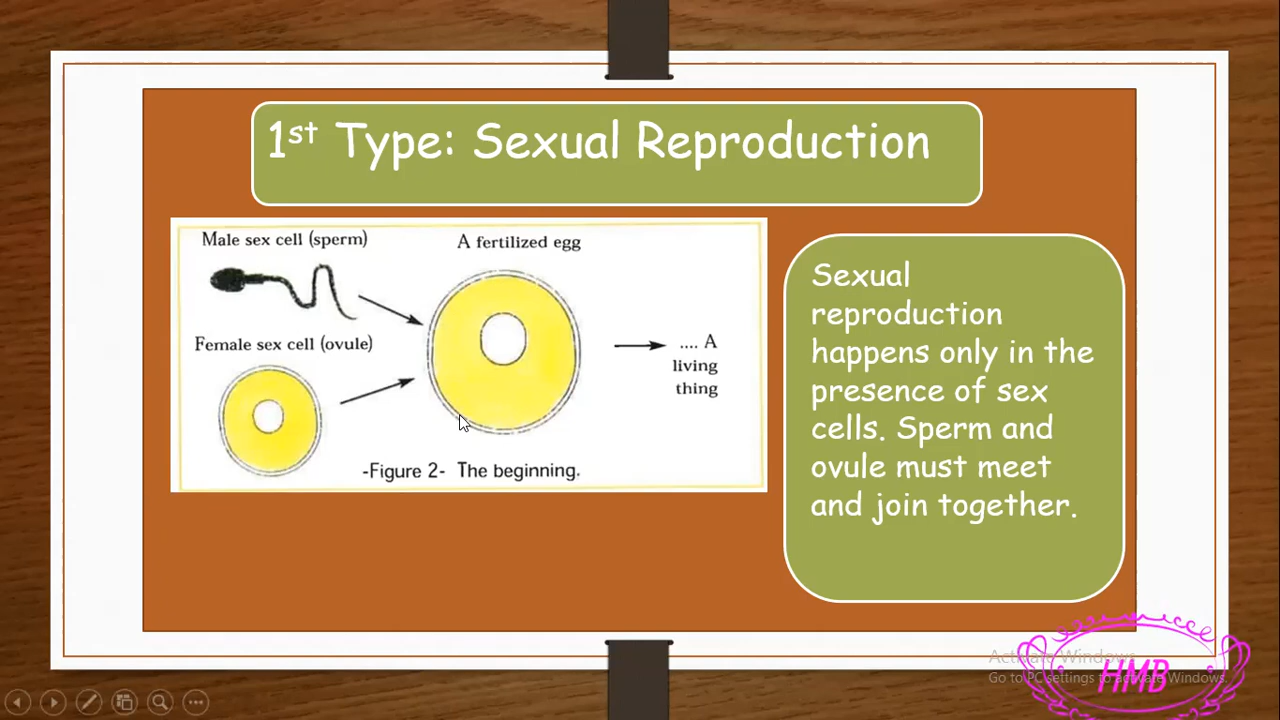 1st Type: Sexual Reproduction
Male sex cell (sperm)
A fertilized egg
Female sex cell (ovule)
.... A
living
thing
-Figure 2- The beginning.
Sexual
reproduction
happens only in the
presence of sex
cells. Sperm and
ovule must meet
and join together.
Activate Windows
Go to PC settings to activate Windows.
HMB